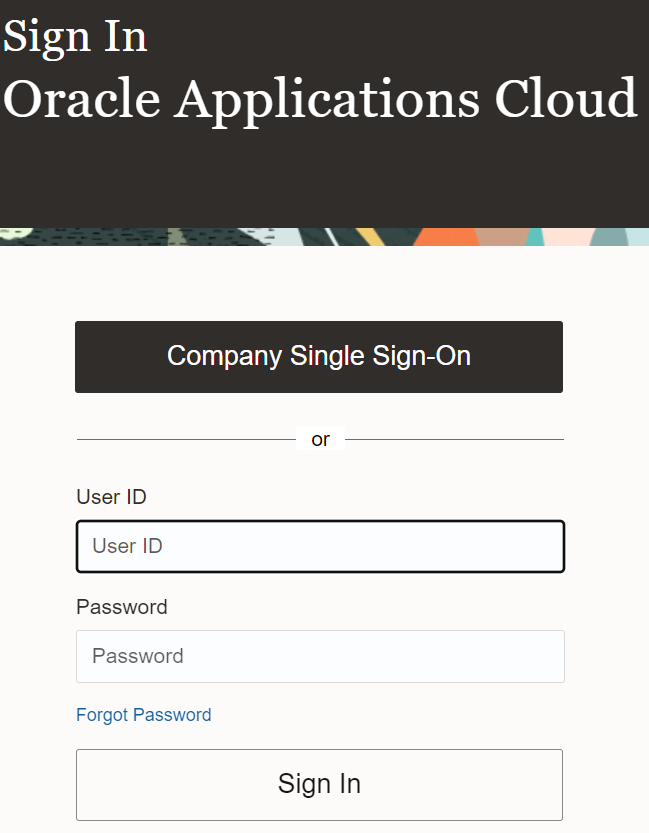 Sign In
Oracle Applications Cloud
Company Single Sign-On
or
User ID
User ID
Password
Password
Forgot Password
Sign In